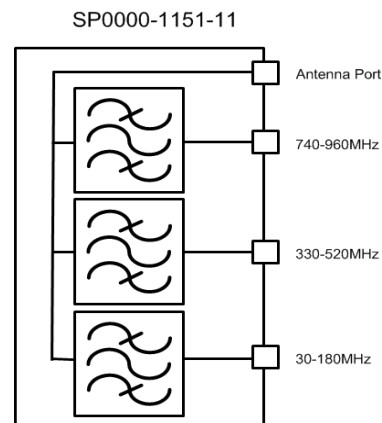 SP0000-1151-11
Antenna Port
740-960MHz
330-520MHz
30-180MHz